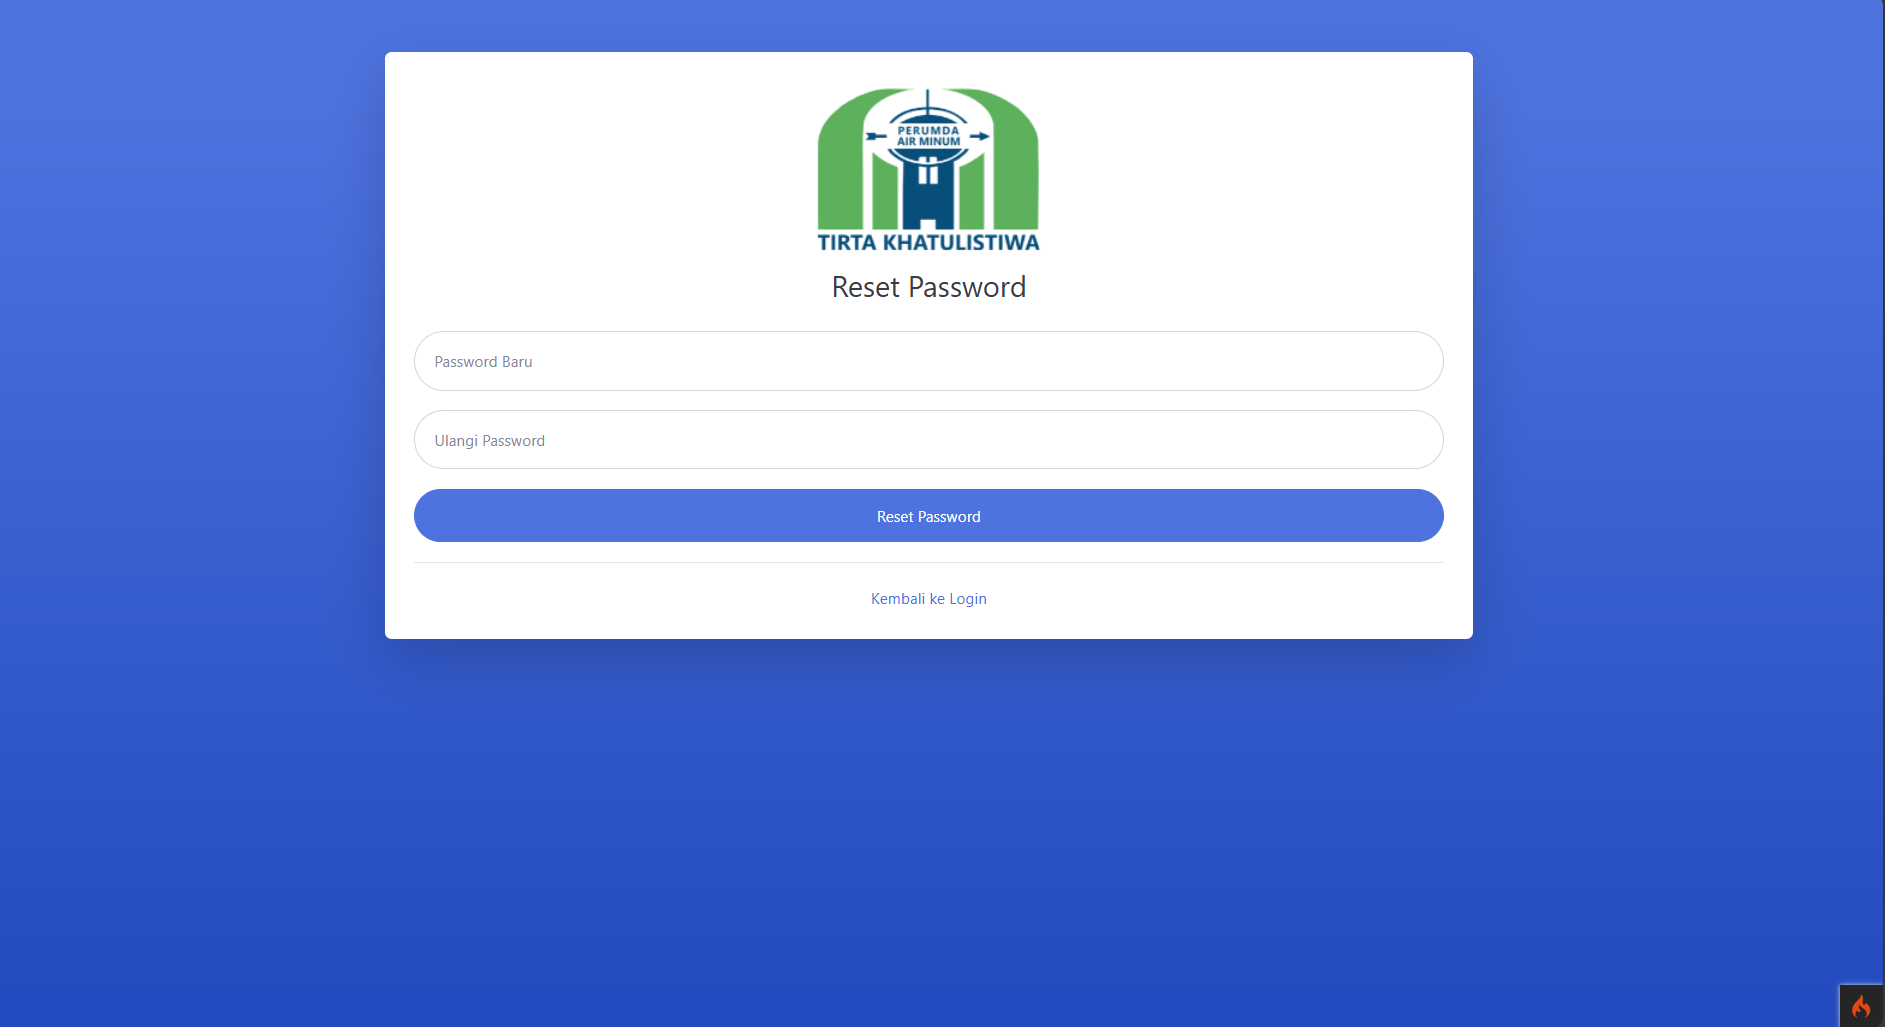 PERUMDA
AIR MINUM
TIRTA KHATULISTIWA
Reset Password
Password Baru
Ulangi Password
Reset Password
Kembali ke Login